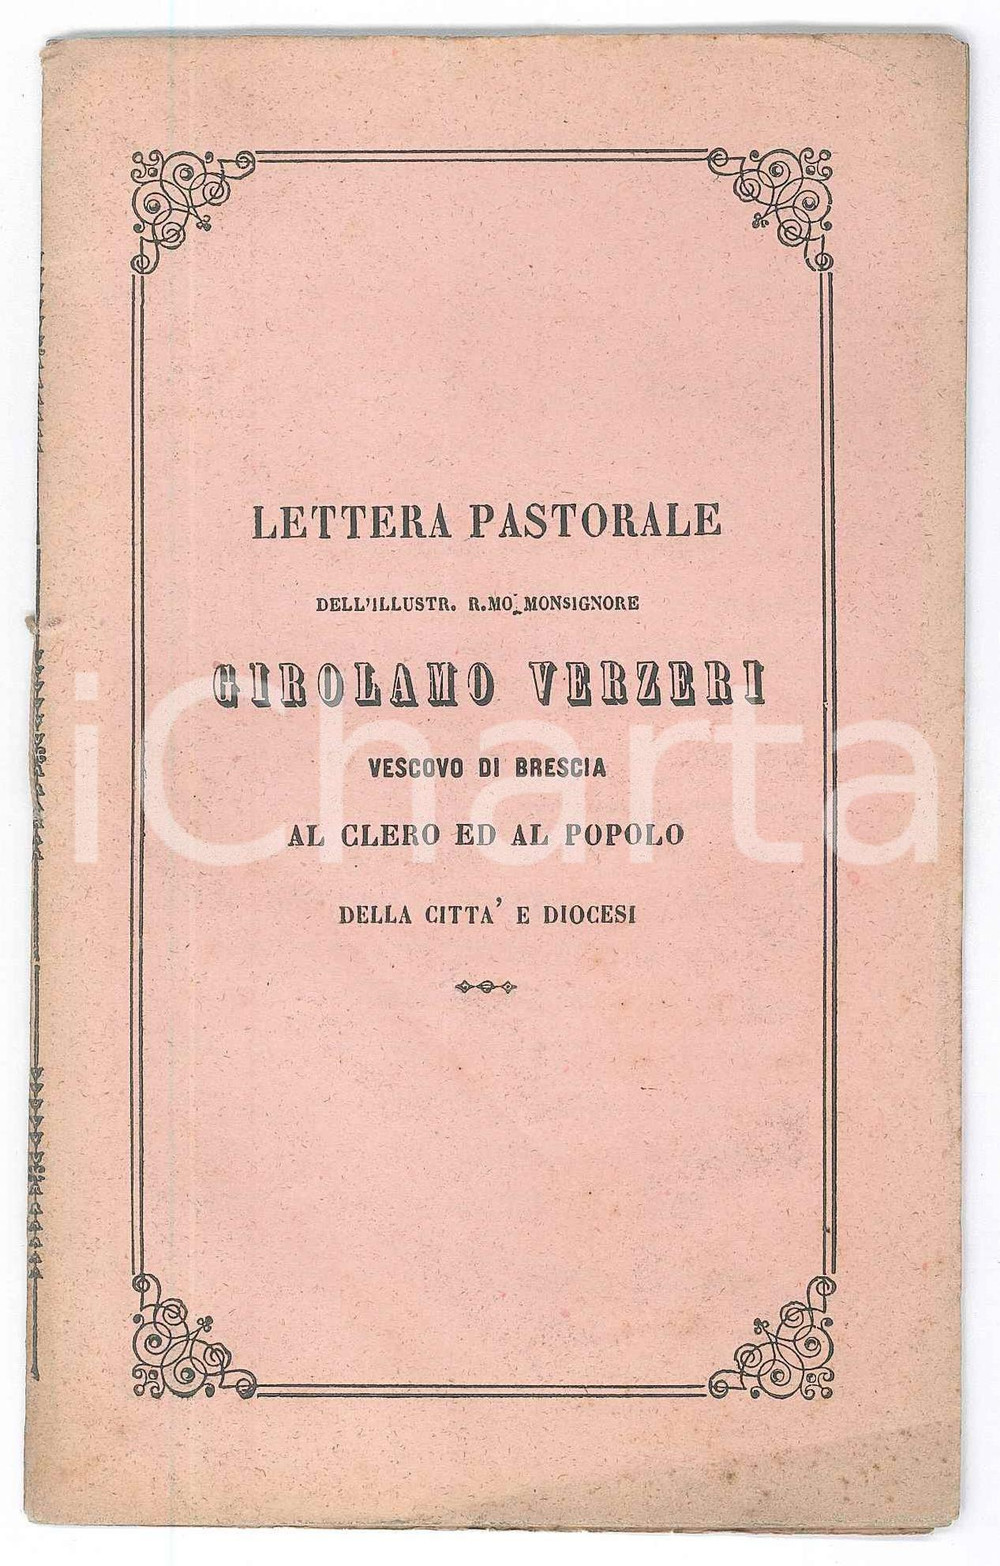 LETTERA PASTORALE
DELL'ILLUSTR. R.MO MONSIGNORE
GIROLAMO VERZERI
VESCOVO DI BRESCIA
AL CLERO ED AL POPOLO
DELLA CITTA' E DIOCESI
iCharta